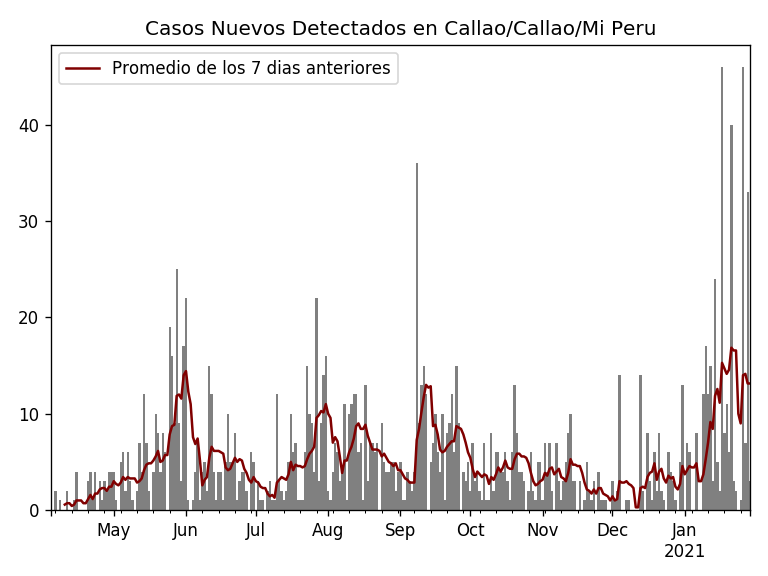 Casos Nuevos Detectados en Callao/Callao/Mi Peru
Promedio de los 7 dias anteriores
40
30
20
10
0
May Jun Jul Aug Sep Oct Nov Dec Jan
2021